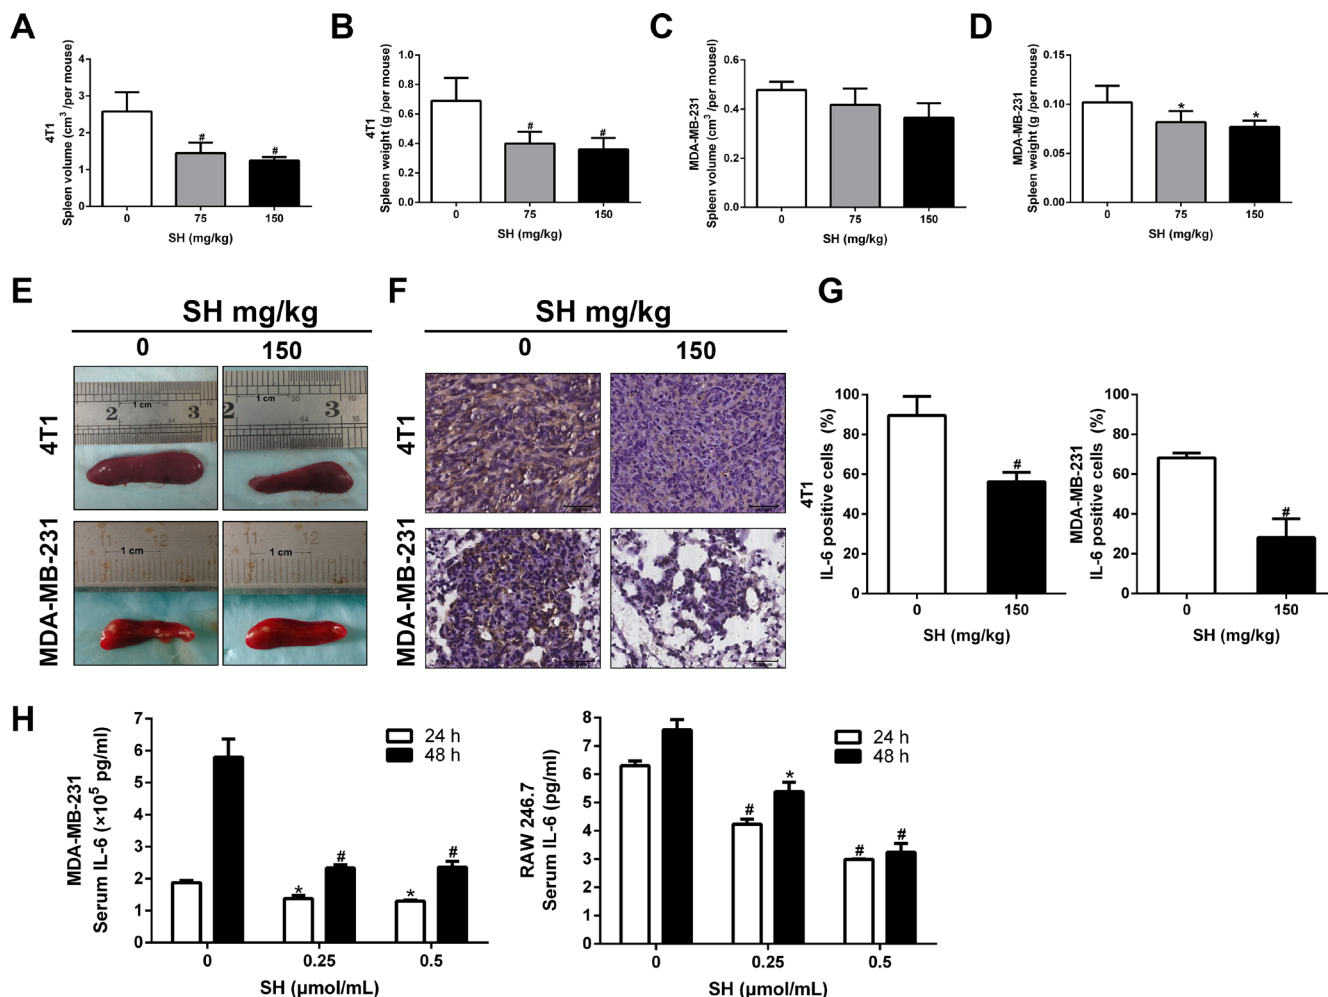 A
4T1
Spleen volume (cm³ /per mouse)
4
3
2
1
0
#
#
0
75
150
SH (mg/kg)
B
4T1
Spleen weight (g /per mouse)
1.0
0.8
0.6
0.4
0.2
0.0
#
#
0
75
150
SH (mg/kg)
C
MDA-MB-231
Spleen volume (cm³ /per mouse)
0.6
0.4
0.2
0.0
0
75
150
SH (mg/kg)
D
MDA-MB-231
Spleen weight (g /per mouse)
0.15
0.10
0.05
0.00
*
*
0
75
150
SH (mg/kg)
E
SH mg/kg
0
150
4T1
1 cm
2
3
1 cm
50
10
2
3
64
16
MDA-MB-231
11
12
1 cm
11
12
1 cm
F
SH mg/kg
0
150
4T1
MDA-MB-231
G
4T1
IL-6 positive cells (%)
100
80
60
40
20
0
#
0
150
SH (mg/kg)
MDA-MB-231
IL-6 positive cells (%)
100
80
60
40
20
0
#
0
150
SH (mg/kg)
H
MDA-MB-231
Serum IL-6 (×10⁵ pg/ml)
7
6
5
4
3
2
1
0
24 h
48 h
*
#
*
#
0
0.25
0.5
SH (µmol/mL)
RAW 246.7
Serum IL-6 (pg/ml)
8
7
6
5
4
3
2
1
0
24 h
48 h
#
*
#
#
0
0.25
0.5
SH (µmol/mL)